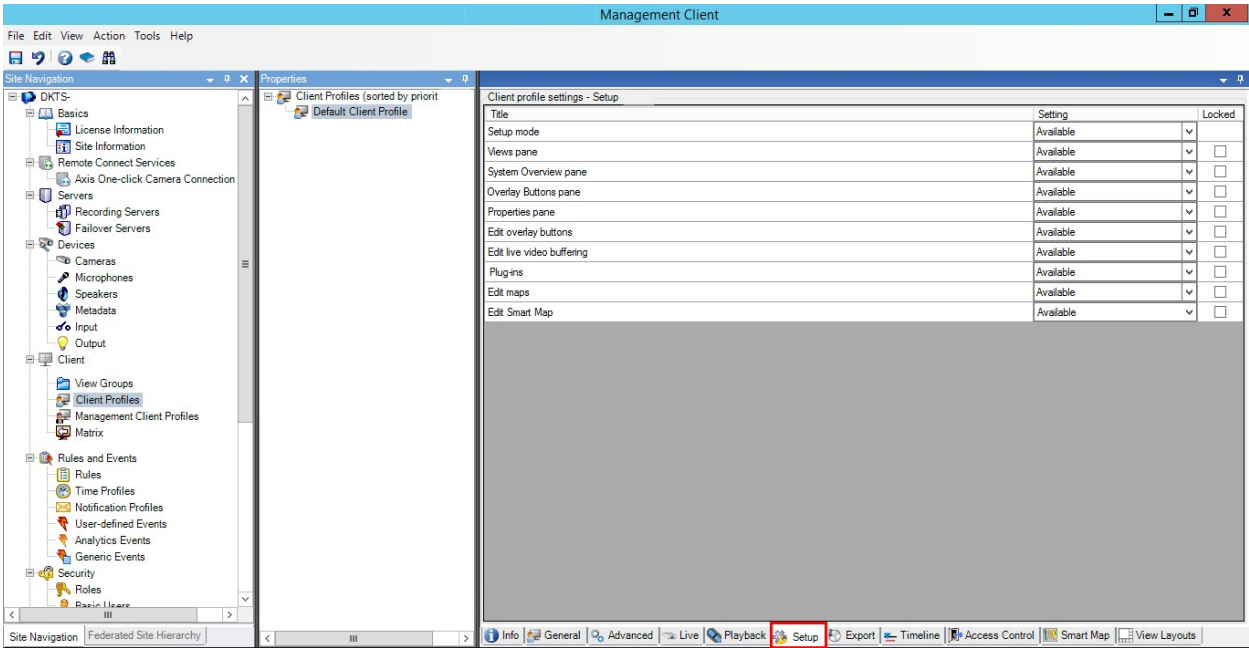 Management Client
File Edit View Action Tools Help
Site Navigation
DKTS-
Basics
License Information
Site Information
Remote Connect Services
Axis One-click Camera Connection
Servers
Recording Servers
Failover Servers
Devices
Cameras
Microphones
Speakers
Metadata
Input
Output
Client
View Groups
Client Profiles
Management Client Profiles
Matrix
Rules and Events
Rules
Time Profiles
Notification Profiles
User-defined Events
Analytics Events
Generic Events
Security
Roles
Basic Users
Site Navigation Federated Site Hierarchy
Properties
Client Profiles (sorted by priorit
Default Client Profile
Client profile settings - Setup
Title Setting Locked
Setup mode Available
Views pane Available
System Overview pane Available
Overlay Buttons pane Available
Properties pane Available
Edit overlay buttons Available
Edit live video buffering Available
Plug-ins Available
Edit maps Available
Edit Smart Map Available
Info General Advanced Live Playback Setup Export Timeline Access Control Smart Map View Layouts